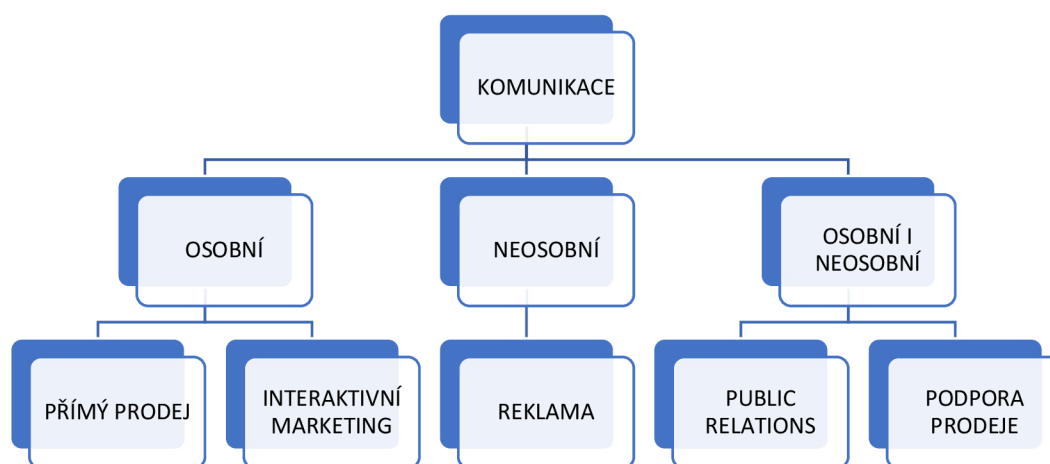 KOMUNIKACE
OSOBNÍ
NEOSOBNÍ
OSOBNÍ I
NEOSOBNÍ
PŘÍMÝ PRODEJ
INTERAKTIVNÍ
MARKETING
REKLAMA
PUBLIC
RELATIONS
PODPORA
PRODEJE